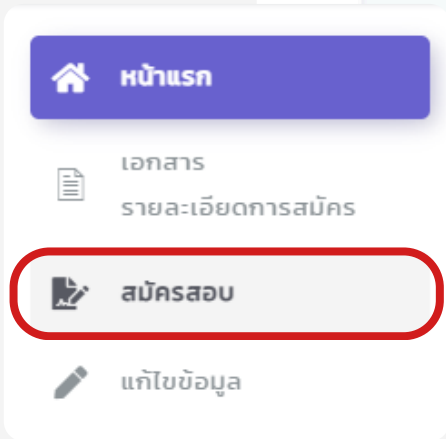 หน้าแรก
เอกสาร
รายละเอียดการสมัคร
สมัครสอบ
แก้ไขข้อมูล